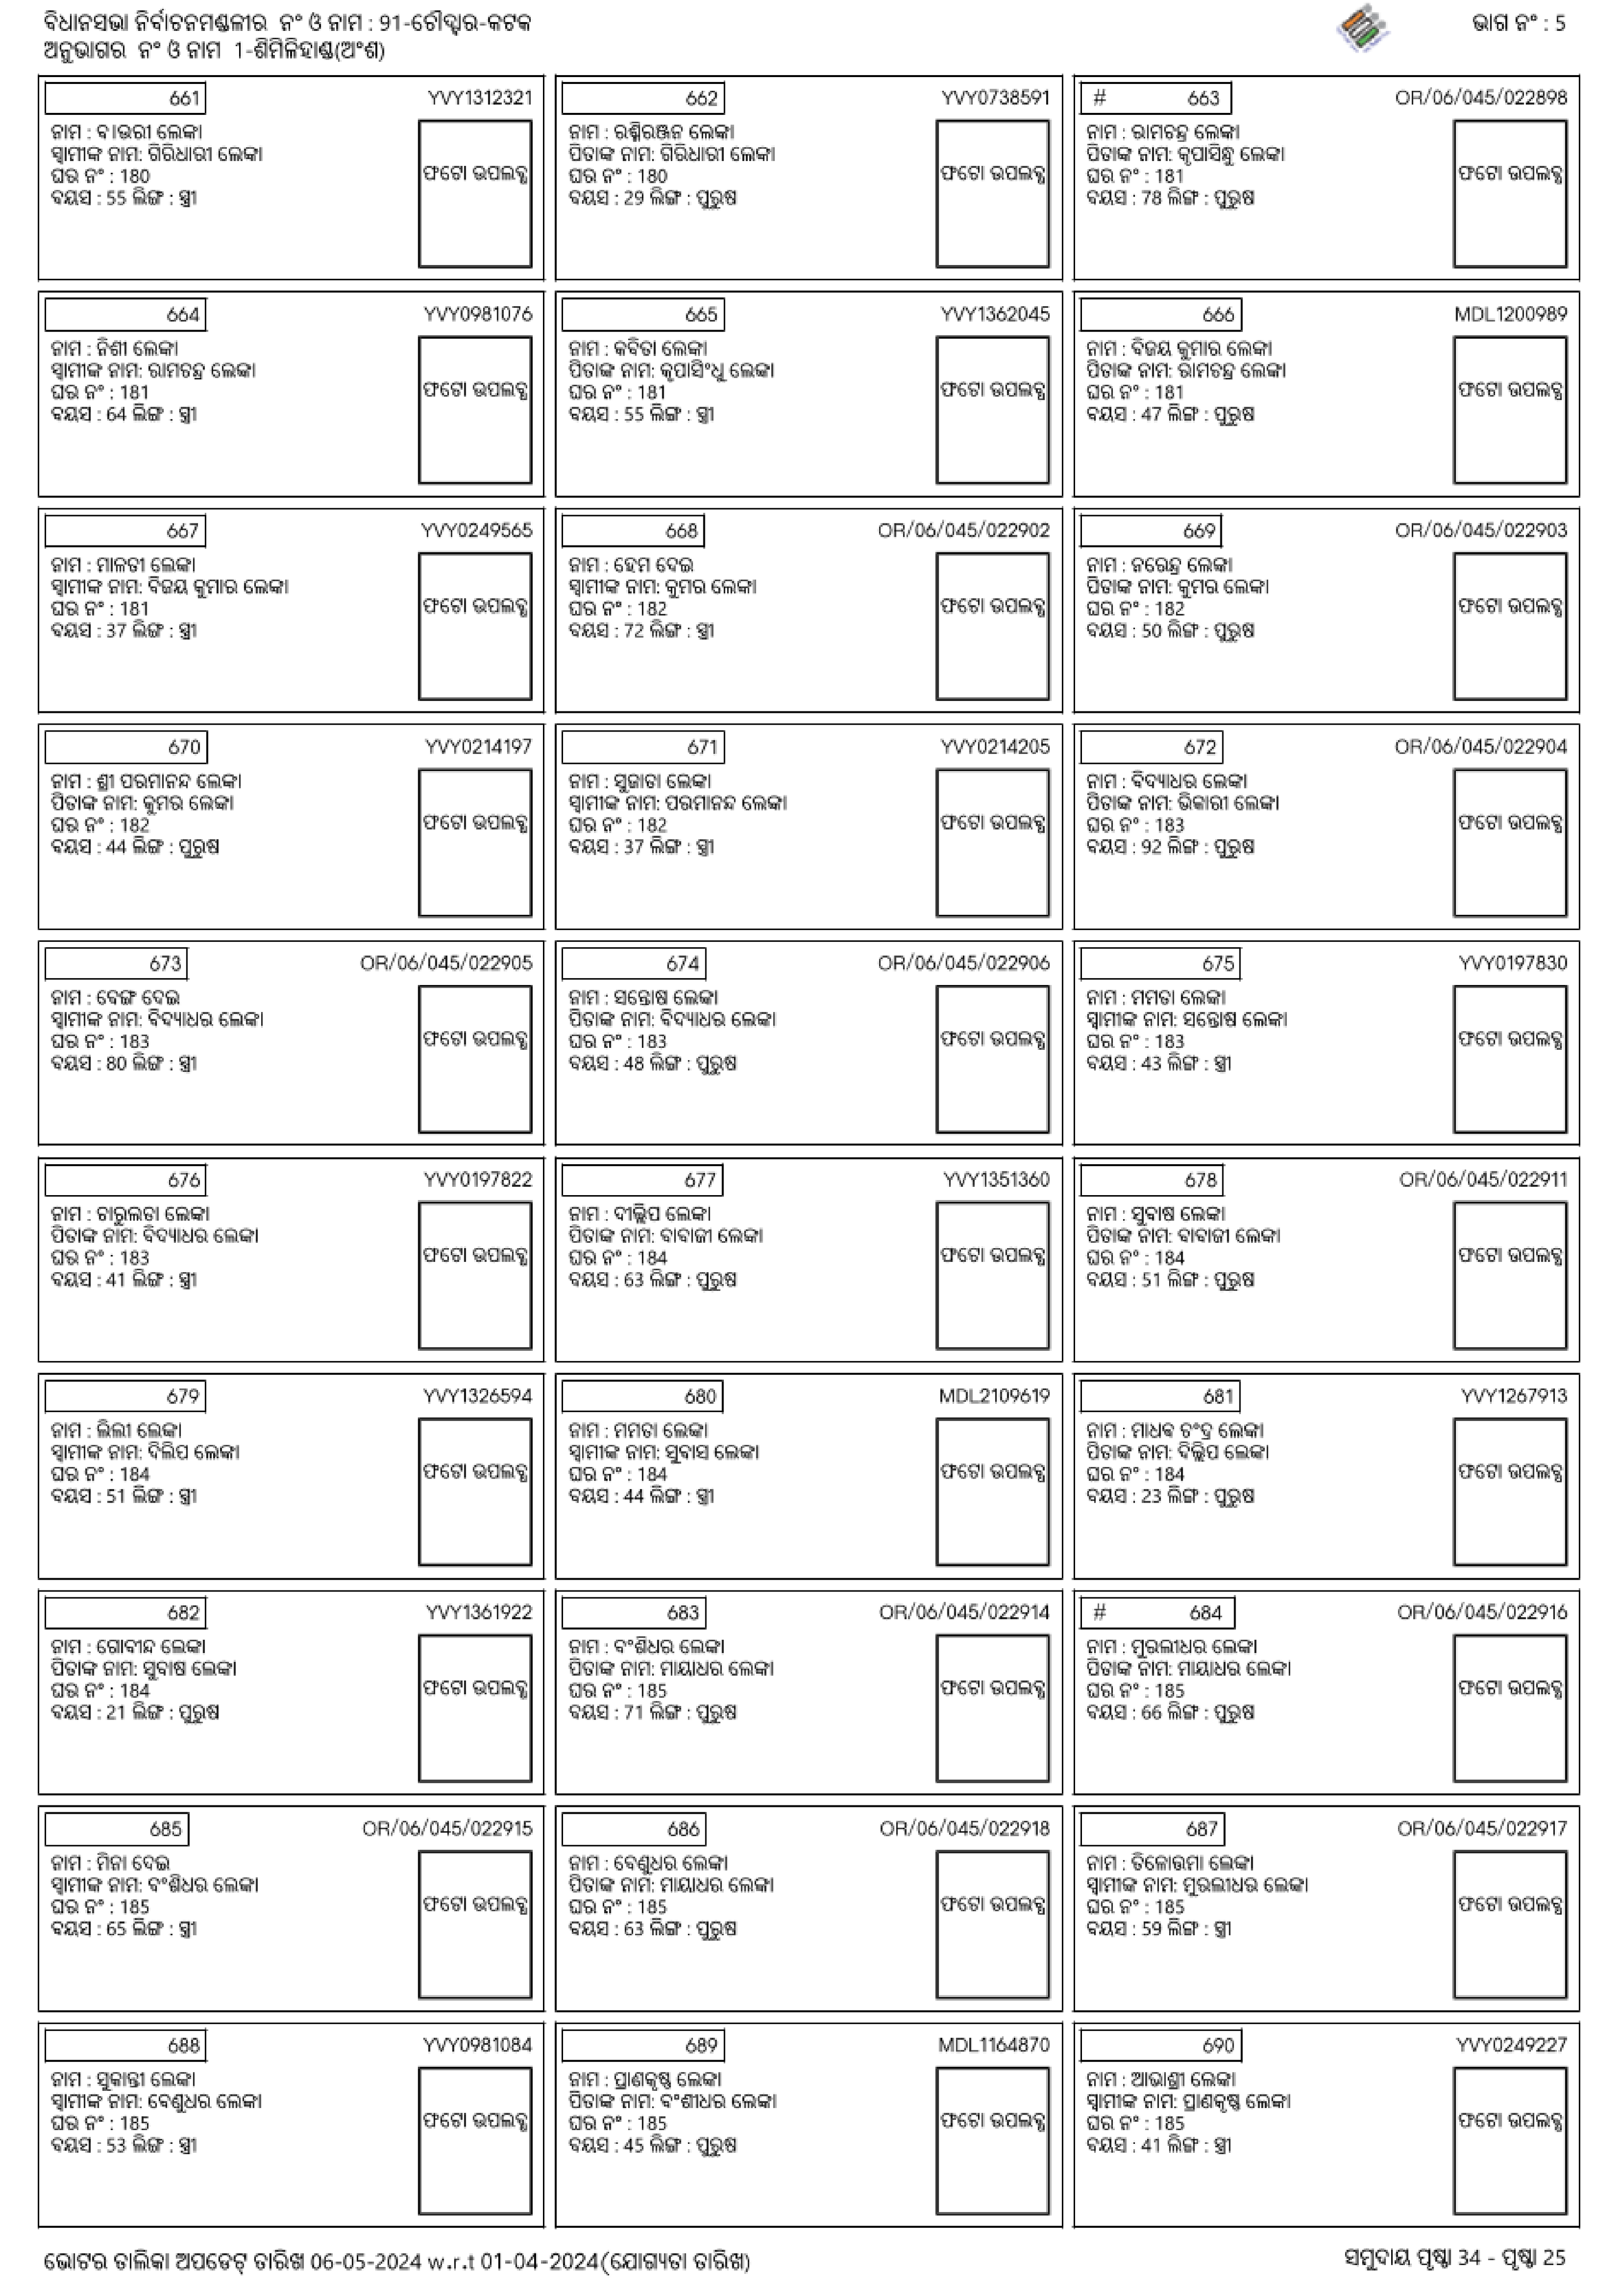 ବିଧାନସଭା ନିର୍ବାଚନମଣ୍ଡଳୀର ନଂ ଓ ନାମ : 91-ଚୌଦ୍ୱାର-କଟକ
ଅନୁଭାଗର ନଂ ଓ ନାମ 1-ଶିମିଳିହାଣ୍ଡ(ଅଂଶ)
ଭାଗ ନଂ : 5
661 YVY1312321
ନାମ : ବାଭରୀ ଲେଙ୍କା
ସ୍ୱାମୀଙ୍କ ନାମ: ଗିରିଧାରୀ ଲେଙ୍କା
ଘର ନଂ : 180
ବୟସ : 55 ଲିଙ୍ଗ : ସ୍ତ୍ରୀ
ଫଟୋ ଉପଲବ୍ଧ
662 YVY0738591
ନାମ : ରଶ୍ମିରଞ୍ଜନ ଲେଙ୍କା
ପିତାଙ୍କ ନାମ: ଗିରିଧାରୀ ଲେଙ୍କା
ଘର ନଂ : 180
ବୟସ : 29 ଲିଙ୍ଗ : ପୁରୁଷ
ଫଟୋ ଉପଲବ୍ଧ
# 663 OR/06/045/022898
ନାମ : ରାମଚନ୍ଦ୍ର ଲେଙ୍କା
ପିତାଙ୍କ ନାମ: କୃପାସିନ୍ଧୁ ଲେଙ୍କା
ଘର ନଂ : 181
ବୟସ : 78 ଲିଙ୍ଗ : ପୁରୁଷ
ଫଟୋ ଉପଲବ୍ଧ
664 YVY0981076
ନାମ : ନିଶୀ ଲେଙ୍କା
ସ୍ୱାମୀଙ୍କ ନାମ: ରାମଚନ୍ଦ୍ର ଲେଙ୍କା
ଘର ନଂ : 181
ବୟସ : 64 ଲିଙ୍ଗ : ସ୍ତ୍ରୀ
ଫଟୋ ଉପଲବ୍ଧ
665 YVY1362045
ନାମ : କବିତା ଲେଙ୍କା
ପିତାଙ୍କ ନାମ: କୃପାସିଂଧୁ ଲେଙ୍କା
ଘର ନଂ : 181
ବୟସ : 55 ଲିଙ୍ଗ : ସ୍ତ୍ରୀ
ଫଟୋ ଉପଲବ୍ଧ
666 MDL1200989
ନାମ : ବିଜୟ କୁମାର ଲେଙ୍କା
ପିତାଙ୍କ ନାମ: ରାମଚନ୍ଦ୍ର ଲେଙ୍କା
ଘର ନଂ : 181
ବୟସ : 47 ଲିଙ୍ଗ : ପୁରୁଷ
ଫଟୋ ଉପଲବ୍ଧ
667 YVY0249565
ନାମ : ମାଳତୀ ଲେଙ୍କା
ସ୍ୱାମୀଙ୍କ ନାମ: ବିଜୟ କୁମାର ଲେଙ୍କା
ଘର ନଂ : 181
ବୟସ : 37 ଲିଙ୍ଗ : ସ୍ତ୍ରୀ
ଫଟୋ ଉପଲବ୍ଧ
668 OR/06/045/022902
ନାମ : ହେମ ଦେଇ
ସ୍ୱାମୀଙ୍କ ନାମ: କୁମର ଲେଙ୍କା
ଘର ନଂ : 182
ବୟସ : 72 ଲିଙ୍ଗ : ସ୍ତ୍ରୀ
ଫଟୋ ଉପଲବ୍ଧ
669 OR/06/045/022903
ନାମ : ନରେନ୍ଦ୍ର ଲେଙ୍କା
ପିତାଙ୍କ ନାମ: କୁମର ଲେଙ୍କା
ଘର ନଂ : 182
ବୟସ : 50 ଲିଙ୍ଗ : ପୁରୁଷ
ଫଟୋ ଉପଲବ୍ଧ
670 YVY0214197
ନାମ : ଶ୍ରୀ ପରମାନନ୍ଦ ଲେଙ୍କା
ପିତାଙ୍କ ନାମ: କୁମର ଲେଙ୍କା
ଘର ନଂ : 182
ବୟସ : 44 ଲିଙ୍ଗ : ପୁରୁଷ
ଫଟୋ ଉପଲବ୍ଧ
671 YVY0214205
ନାମ : ସୁଜାତା ଲେଙ୍କା
ସ୍ୱାମୀଙ୍କ ନାମ: ପରମାନନ୍ଦ ଲେଙ୍କା
ଘର ନଂ : 182
ବୟସ : 37 ଲିଙ୍ଗ : ସ୍ତ୍ରୀ
ଫଟୋ ଉପଲବ୍ଧ
672 OR/06/045/022904
ନାମ : ବିଦ୍ୟାଧର ଲେଙ୍କା
ପିତାଙ୍କ ନାମ: ଭିକାରୀ ଲେଙ୍କା
ଘର ନଂ : 183
ବୟସ : 92 ଲିଙ୍ଗ : ପୁରୁଷ
ଫଟୋ ଉପଲବ୍ଧ
673 OR/06/045/022905
ନାମ : ବେଙ୍ଗ ଦେଇ
ସ୍ୱାମୀଙ୍କ ନାମ: ବିଦ୍ୟାଧର ଲେଙ୍କା
ଘର ନଂ : 183
ବୟସ : 80 ଲିଙ୍ଗ : ସ୍ତ୍ରୀ
ଫଟୋ ଉପଲବ୍ଧ
674 OR/06/045/022906
ନାମ : ସନ୍ତୋଷ ଲେଙ୍କା
ପିତାଙ୍କ ନାମ: ବିଦ୍ୟାଧର ଲେଙ୍କା
ଘର ନଂ : 183
ବୟସ : 48 ଲିଙ୍ଗ : ପୁରୁଷ
ଫଟୋ ଉପଲବ୍ଧ
675 YVY0197830
ନାମ : ମମତା ଲେଙ୍କା
ସ୍ୱାମୀଙ୍କ ନାମ: ସନ୍ତୋଷ ଲେଙ୍କା
ଘର ନଂ : 183
ବୟସ : 43 ଲିଙ୍ଗ : ସ୍ତ୍ରୀ
ଫଟୋ ଉପଲବ୍ଧ
676 YVY0197822
ନାମ : ଚାରୁଲତା ଲେଙ୍କା
ପିତାଙ୍କ ନାମ: ବିଦ୍ୟାଧର ଲେଙ୍କା
ଘର ନଂ : 183
ବୟସ : 41 ଲିଙ୍ଗ : ସ୍ତ୍ରୀ
ଫଟୋ ଉପଲବ୍ଧ
677 YVY1351360
ନାମ : ଦୀଲ୍ଲିପ ଲେଙ୍କା
ପିତାଙ୍କ ନାମ: ବାବାଜୀ ଲେଙ୍କା
ଘର ନଂ : 184
ବୟସ : 63 ଲିଙ୍ଗ : ପୁରୁଷ
ଫଟୋ ଉପଲବ୍ଧ
678 OR/06/045/022911
ନାମ : ସୁବାଷ ଲେଙ୍କା
ପିତାଙ୍କ ନାମ: ବାବାଜୀ ଲେଙ୍କା
ଘର ନଂ : 184
ବୟସ : 51 ଲିଙ୍ଗ : ପୁରୁଷ
ଫଟୋ ଉପଲବ୍ଧ
679 YVY1326594
ନାମ : ଲିଲୀ ଲେଙ୍କା
ସ୍ୱାମୀଙ୍କ ନାମ: ଦିଲିପ ଲେଙ୍କା
ଘର ନଂ : 184
ବୟସ : 51 ଲିଙ୍ଗ : ସ୍ତ୍ରୀ
ଫଟୋ ଉପଲବ୍ଧ
680 MDL2109619
ନାମ : ମମତା ଲେଙ୍କା
ସ୍ୱାମୀଙ୍କ ନାମ: ସୁବାସ ଲେଙ୍କା
ଘର ନଂ : 184
ବୟସ : 44 ଲିଙ୍ଗ : ସ୍ତ୍ରୀ
ଫଟୋ ଉପଲବ୍ଧ
681 YVY1267913
ନାମ : ମାଧଵ ଚଂଦ୍ର ଲେଙ୍କା
ପିତାଙ୍କ ନାମ: ଦିଲ୍ଲିପ ଲେଙ୍କା
ଘର ନଂ : 184
ବୟସ : 23 ଲିଙ୍ଗ : ପୁରୁଷ
ଫଟୋ ଉପଲବ୍ଧ
682 YVY1361922
ନାମ : ଗୋବୀନ୍ଦ ଲେଙ୍କା
ପିତାଙ୍କ ନାମ: ସୁବାଷ ଲେଙ୍କା
ଘର ନଂ : 184
ବୟସ : 21 ଲିଙ୍ଗ : ପୁରୁଷ
ଫଟୋ ଉପଲବ୍ଧ
683 OR/06/045/022914
ନାମ : ବଂଶିଧର ଲେଙ୍କା
ପିତାଙ୍କ ନାମ: ମାୟାଧର ଲେଙ୍କା
ଘର ନଂ : 185
ବୟସ : 71 ଲିଙ୍ଗ : ପୁରୁଷ
ଫଟୋ ଉପଲବ୍ଧ
# 684 OR/06/045/022916
ନାମ : ମୁରଲୀଧର ଲେଙ୍କା
ପିତାଙ୍କ ନାମ: ମାୟାଧର ଲେଙ୍କା
ଘର ନଂ : 185
ବୟସ : 66 ଲିଙ୍ଗ : ପୁରୁଷ
ଫଟୋ ଉପଲବ୍ଧ
685 OR/06/045/022915
ନାମ : ମିନା ଦେଇ
ସ୍ୱାମୀଙ୍କ ନାମ: ବଂଶିଧର ଲେଙ୍କା
ଘର ନଂ : 185
ବୟସ : 65 ଲିଙ୍ଗ : ସ୍ତ୍ରୀ
ଫଟୋ ଉପଲବ୍ଧ
686 OR/06/045/022918
ନାମ : ବେଣୁଧର ଲେଙ୍କା
ପିତାଙ୍କ ନାମ: ମାୟାଧର ଲେଙ୍କା
ଘର ନଂ : 185
ବୟସ : 63 ଲିଙ୍ଗ : ପୁରୁଷ
ଫଟୋ ଉପଲବ୍ଧ
687 OR/06/045/022917
ନାମ : ତିଳୋତ୍ତମା ଲେଙ୍କା
ସ୍ୱାମୀଙ୍କ ନାମ: ମୁରଲୀଧର ଲେଙ୍କା
ଘର ନଂ : 185
ବୟସ : 59 ଲିଙ୍ଗ : ସ୍ତ୍ରୀ
ଫଟୋ ଉପଲବ୍ଧ
688 YVY0981084
ନାମ : ସୁକାନ୍ତୀ ଲେଙ୍କା
ସ୍ୱାମୀଙ୍କ ନାମ: ବେଣୁଧର ଲେଙ୍କା
ଘର ନଂ : 185
ବୟସ : 53 ଲିଙ୍ଗ : ସ୍ତ୍ରୀ
ଫଟୋ ଉପଲବ୍ଧ
689 MDL1164870
ନାମ : ପ୍ରାଣକୃଷ୍ଣ ଲେଙ୍କା
ପିତାଙ୍କ ନାମ: ବଂଶୀଧର ଲେଙ୍କା
ଘର ନଂ : 185
ବୟସ : 45 ଲିଙ୍ଗ : ପୁରୁଷ
ଫଟୋ ଉପଲବ୍ଧ
690 YVY0249227
ନାମ : ଆଭାଶ୍ରୀ ଲେଙ୍କା
ସ୍ୱାମୀଙ୍କ ନାମ: ପ୍ରାଣକୃଷ୍ଣ ଲେଙ୍କା
ଘର ନଂ : 185
ବୟସ : 41 ଲିଙ୍ଗ : ସ୍ତ୍ରୀ
ଫଟୋ ଉପଲବ୍ଧ
ଭୋଟର ତାଲିକା ଅପଡେଟ୍ ତାରିଖ 06-05-2024 w.r.t 01-04-2024(ଯୋଗ୍ୟତା ତାରିଖ)
ସମୁଦାୟ ପୃଷ୍ଠା 34 - ପୃଷ୍ଠା 25